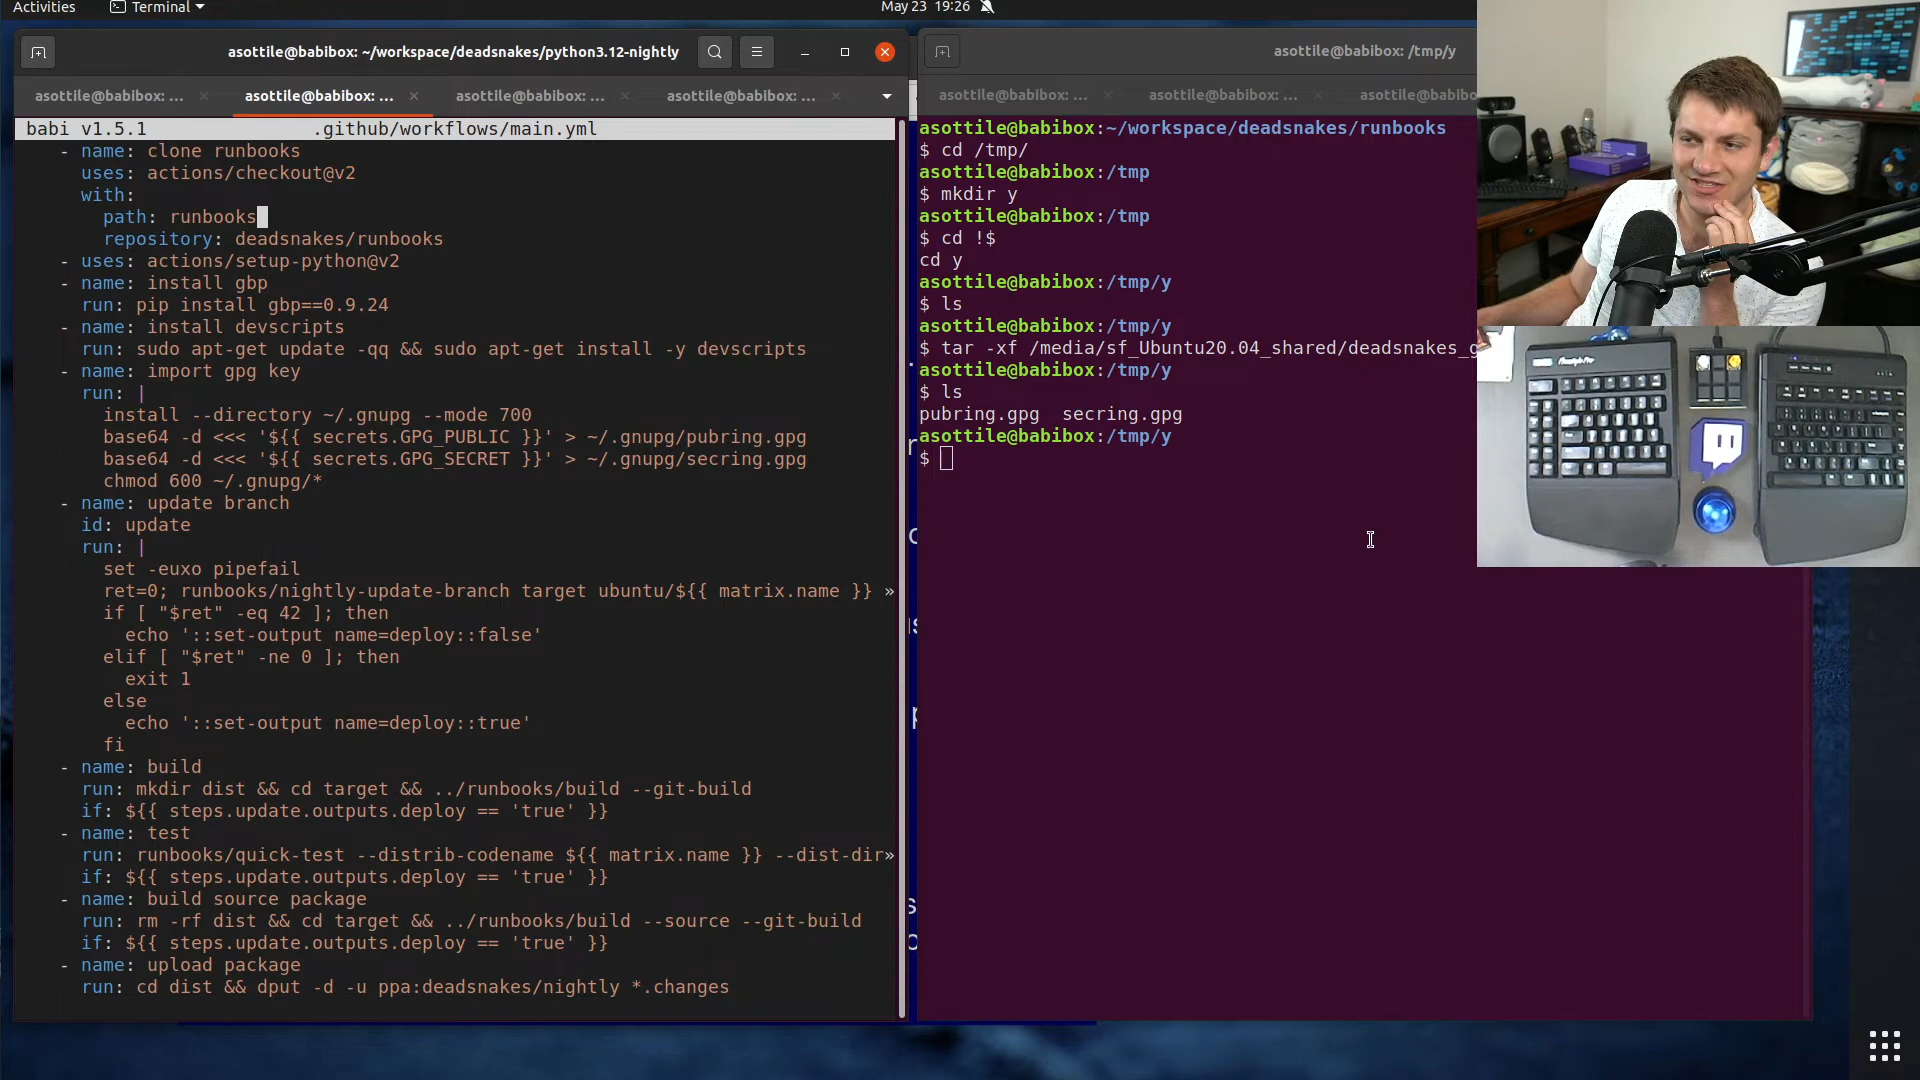 Activities Terminal May 23 19:26
asottile@babibox: ~/workspace/deadsnakes/python3.12-nightly
asottile@babibox: ... asottile@babibox: ... asottile@babibox: ... asottile@babibox: ...
babi v1.5.1 .github/workflows/main.yml
- name: clone runbooks
uses: actions/checkout@v2
with:
path: runbooks
repository: deadsnakes/runbooks
- uses: actions/setup-python@v2
- name: install gbp
run: pip install gbp==0.9.24
- name: install devscripts
run: sudo apt-get update -qq && sudo apt-get install -y devscripts
- name: import gpg key
run: |
install --directory ~/.gnupg --mode 700
base64 -d <<< '${{ secrets.GPG_PUBLIC }}' > ~/.gnupg/pubring.gpg
base64 -d <<< '${{ secrets.GPG_SECRET }}' > ~/.gnupg/secring.gpg
chmod 600 ~/.gnupg/*
- name: update branch
id: update
run: |
set -euxo pipefail
ret=0; runbooks/nightly-update-branch target ubuntu/${{ matrix.name }} »
if [ "$ret" -eq 42 ]; then
echo '::set-output name=deploy::false'
elif [ "$ret" -ne 0 ]; then
exit 1
else
echo '::set-output name=deploy::true'
fi
- name: build
run: mkdir dist && cd target && ../runbooks/build --git-build
if: ${{ steps.update.outputs.deploy == 'true' }}
- name: test
run: runbooks/quick-test --distrib-codename ${{ matrix.name }} --dist-dir»
if: ${{ steps.update.outputs.deploy == 'true' }}
- name: build source package
run: rm -rf dist && cd target && ../runbooks/build --source --git-build
if: ${{ steps.update.outputs.deploy == 'true' }}
- name: upload package
run: cd dist && dput -d -u ppa:deadsnakes/nightly *.changes
asottile@babibox: /tmp/y
asottile@babibox: ... asottile@babibox: ... asottile@babibo
asottile@babibox:~/workspace/deadsnakes/runbooks
$ cd /tmp/
asottile@babibox:/tmp
$ mkdir y
asottile@babibox:/tmp
$ cd !$
cd y
asottile@babibox:/tmp/y
$ ls
asottile@babibox:/tmp/y
$ tar -xf /media/sf_Ubuntu20.04_shared/deadsnakes_g
asottile@babibox:/tmp/y
$ ls
pubring.gpg secring.gpg
asottile@babibox:/tmp/y
$